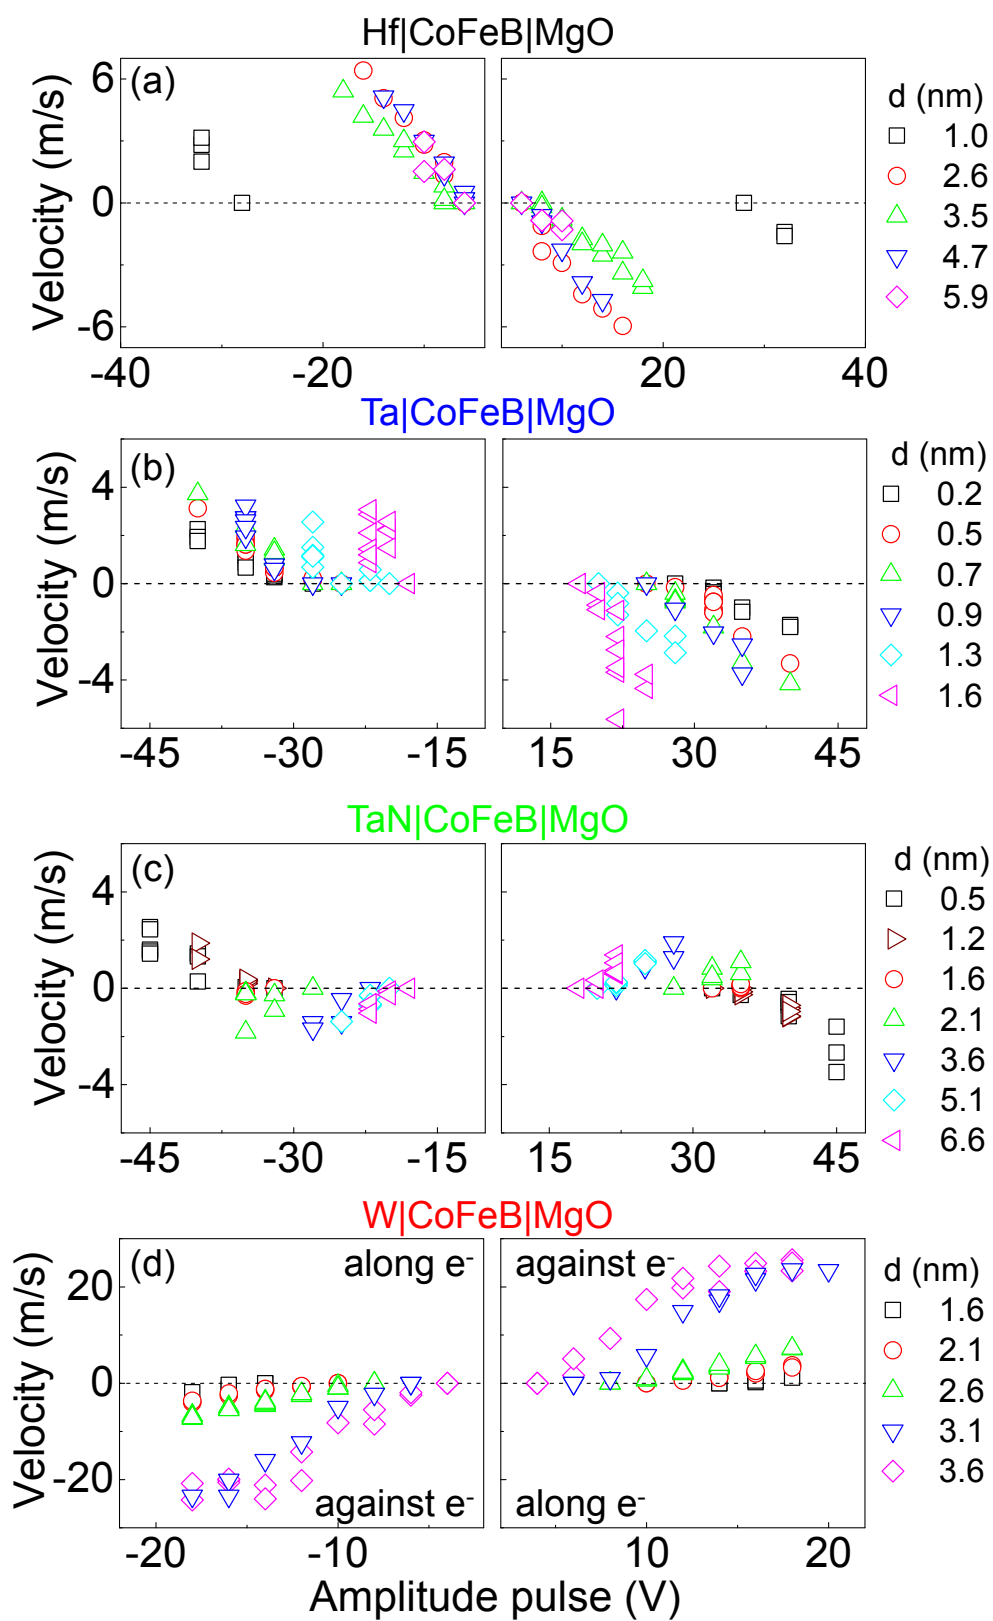 Hf|CoFeB|MgO
(a)
Velocity (m/s)
6
0
-6
-40
-20
20
40
d (nm)
1.0
2.6
3.5
4.7
5.9
Ta|CoFeB|MgO
(b)
Velocity (m/s)
4
0
-4
-45
-30
-15
15
30
45
d (nm)
0.2
0.5
0.7
0.9
1.3
1.6
TaN|CoFeB|MgO
(c)
Velocity (m/s)
4
0
-4
-45
-30
-15
15
30
45
d (nm)
0.5
1.2
1.6
2.1
3.6
5.1
6.6
W|CoFeB|MgO
(d)
along e-
against e-
against e-
along e-
Velocity (m/s)
20
0
-20
-20
-10
10
20
d (nm)
1.6
2.1
2.6
3.1
3.6
Amplitude pulse (V)